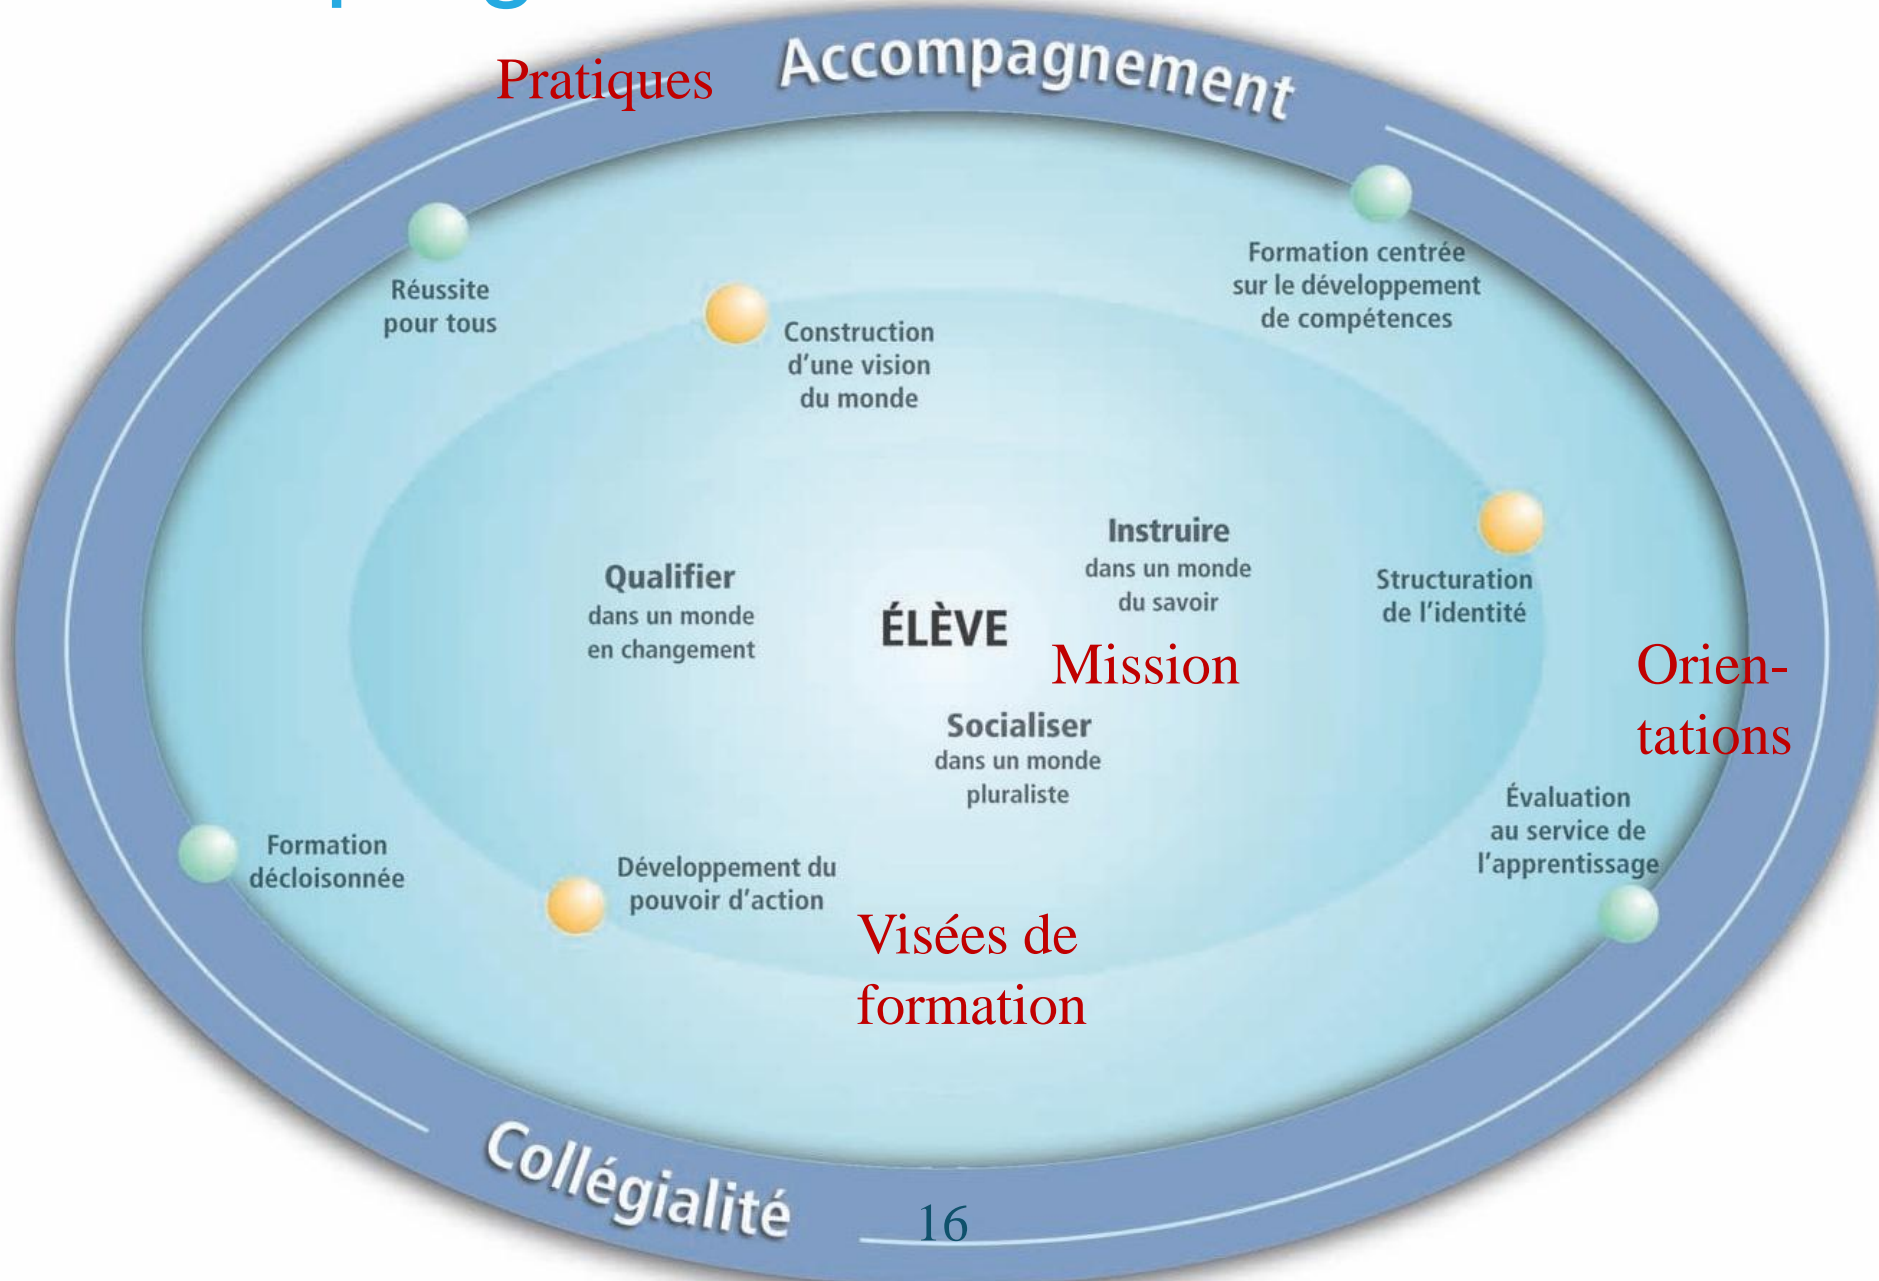 Pratiques
Accompagnement
Réussite
pour tous
Formation centrée
sur le développement
de compétences
Construction
d'une vision
du monde
Instruire
dans un monde
du savoir
Qualifier
dans un monde
en changement
ÉLÈVE
Structuration
de l'identité
Mission
Orien-
tations
Socialiser
dans un monde
pluraliste
Évaluation
au service de
l'apprentissage
Formation
décloisonnée
Développement du
pouvoir d'action
Visées de
formation
Collégialité
16